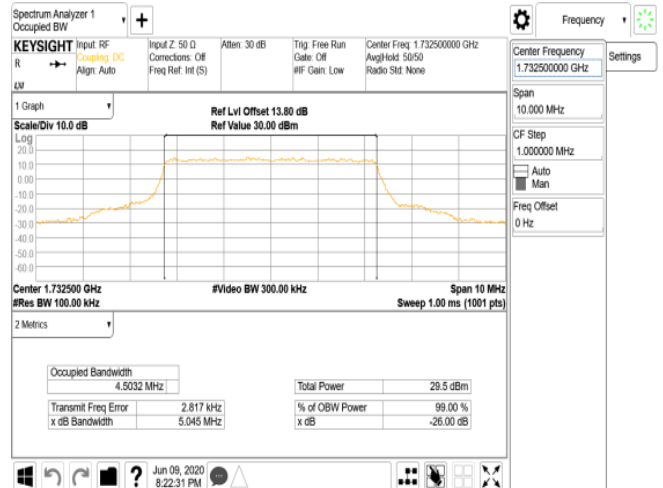 Spectrum Analyzer 1
Occupied BW
Frequency
KEYSIGHT
R
Input: RF
Coupling: DC
Align: Auto
Input Z: 50 Ω
Corrections: Off
Freq Ref: Int (S)
Atten: 30 dB
Trig: Free Run
Gate: Off
#IF Gain: Low
Center Freq: 1.732500000 GHz
Avg|Hold: 50/50
Radio Std: None
Center Frequency
1.732500000 GHz
Settings
Span
10.000 MHz
CF Step
1.000000 MHz
Auto
Man
Freq Offset
0 Hz
1 Graph
Scale/Div 10.0 dB
Ref Lvl Offset 13.80 dB
Ref Value 30.00 dBm
Log
20.0
10.0
0.00
-10.0
-20.0
-30.0
-40.0
-50.0
-60.0
Center 1.732500 GHz
#Res BW 100.00 kHz
#Video BW 300.00 kHz
Span 10 MHz
Sweep 1.00 ms (1001 pts)
2 Metrics
Occupied Bandwidth
4.5032 MHz
Total Power 29.5 dBm
Transmit Freq Error 2.817 kHz
% of OBW Power 99.00 %
x dB Bandwidth 5.045 MHz
x dB -26.00 dB
?
Jun 09, 2020
8:22:31 PM